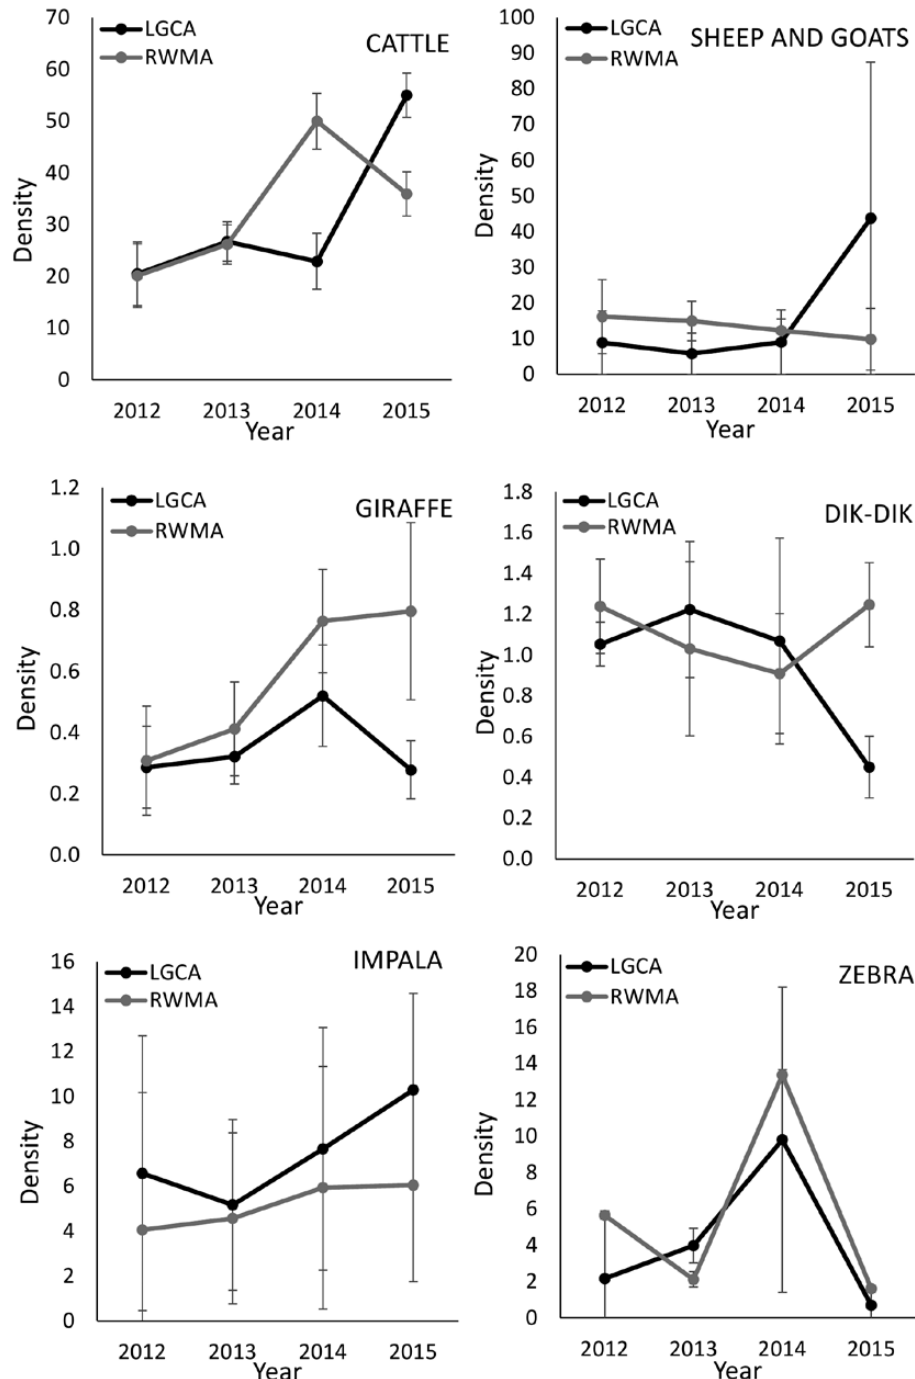 70
60
50
40
30
20
10
0
Density
LGCA
RWMA
CATTLE
2012 2013 2014 2015
Year
100
90
80
70
60
50
40
30
20
10
0
Density
LGCA
RWMA
SHEEP AND GOATS
2012 2013 2014 2015
Year
1.2
1.0
0.8
0.6
0.4
0.2
0.0
Density
LGCA
RWMA
GIRAFFE
2012 2013 2014 2015
Year
1.8
1.6
1.4
1.2
1.0
0.8
0.6
0.4
0.2
0.0
Density
LGCA
RWMA
DIK-DIK
2012 2013 2014 2015
Year
16
14
12
10
8
6
4
2
0
Density
LGCA
RWMA
IMPALA
2012 2013 2014 2015
Year
20
18
16
14
12
10
8
6
4
2
0
Density
LGCA
RWMA
ZEBRA
2012 2013 2014 2015
Year